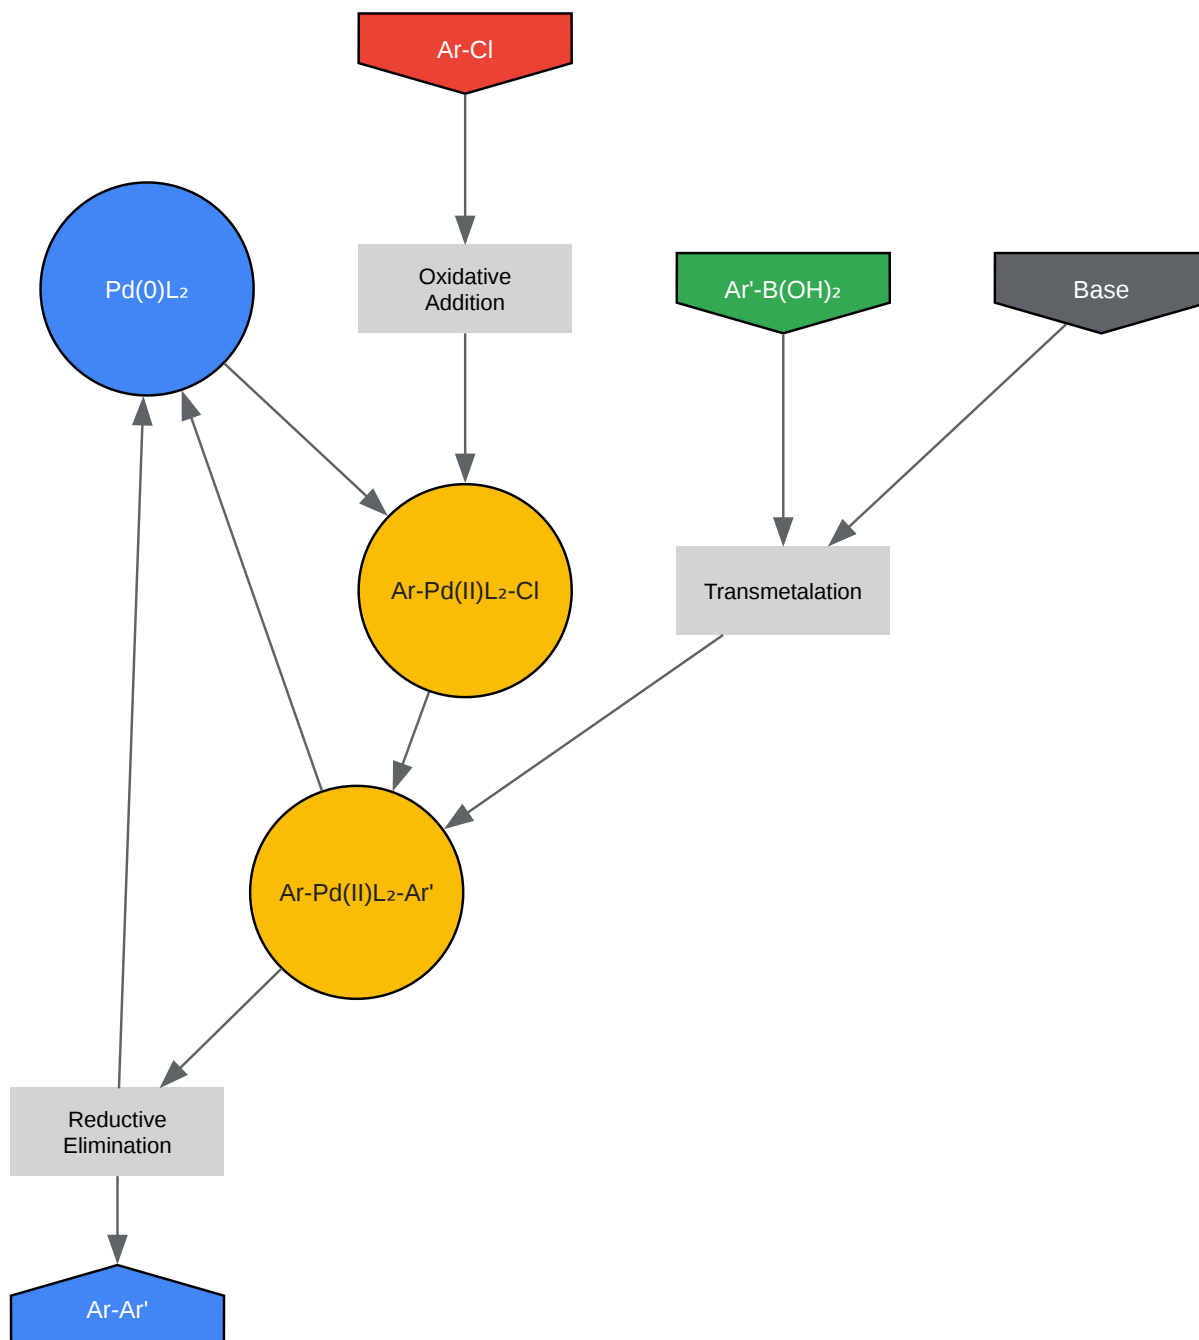 Ar-Cl
Pd(0)L₂
Oxidative
Addition
Ar'-B(OH)₂
Base
Ar-Pd(II)L₂-Cl
Transmetalation
Ar-Pd(II)L₂-Ar'
Reductive
Elimination
Ar-Ar'